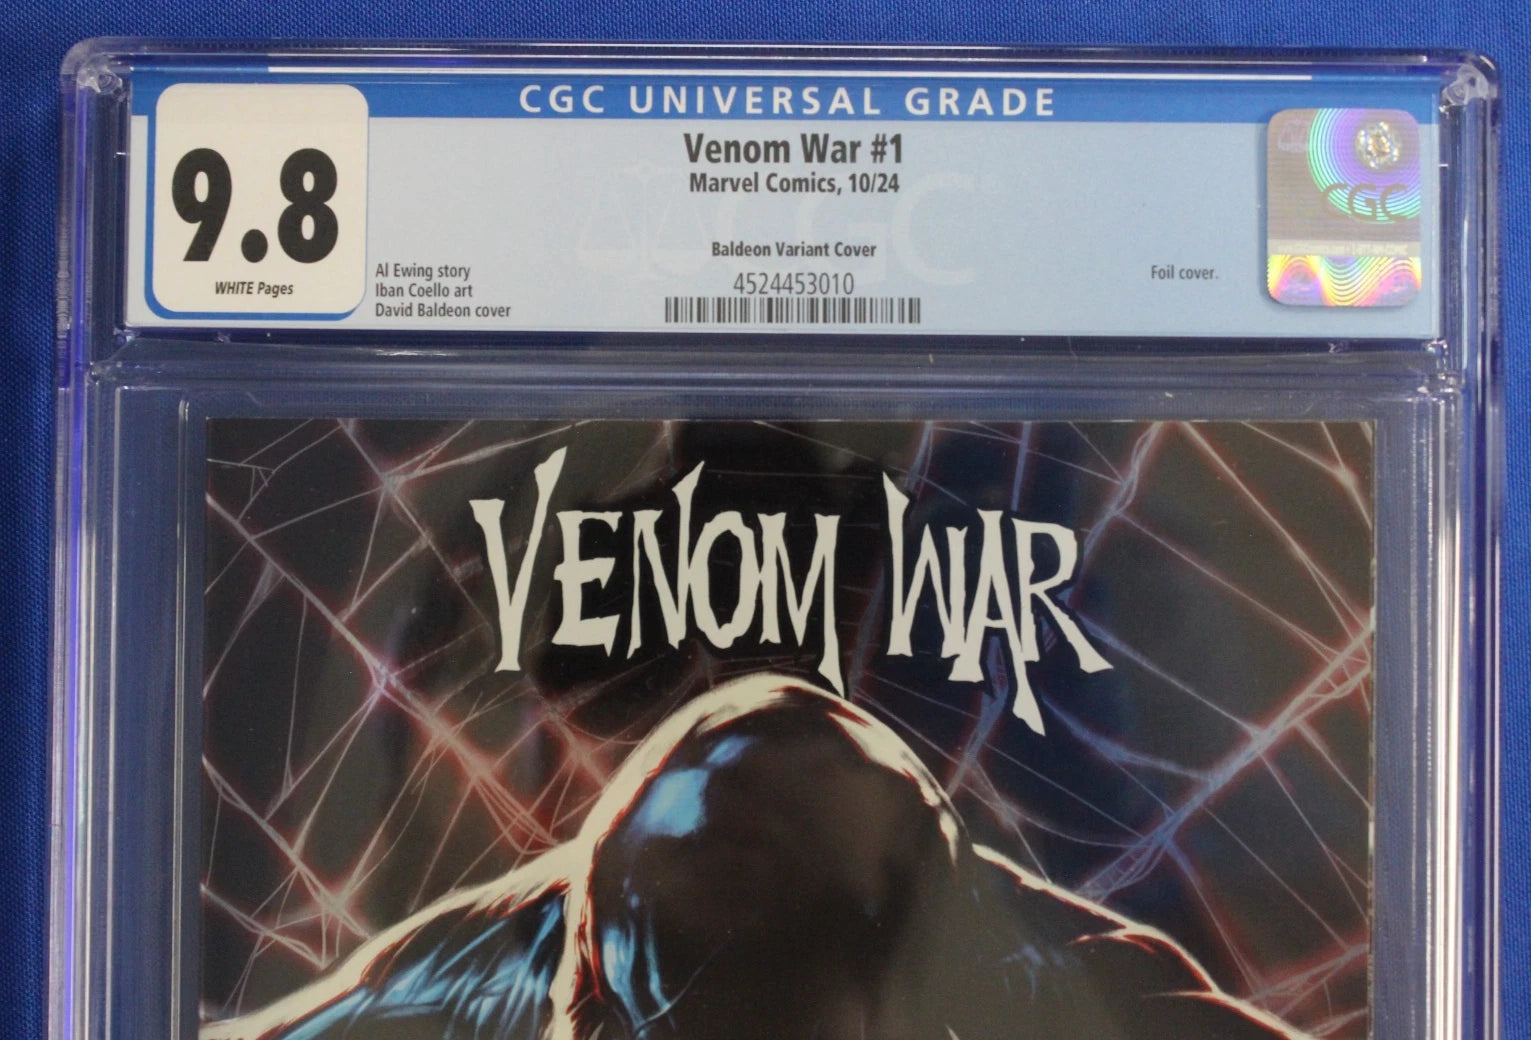 CGC UNIVERSAL GRADE
9.8
WHITE Pages
Venom War #1
Marvel Comics, 10/24
Baldeon Variant Cover
4524453010
Al Ewing story
Iban Coello art
David Baldeon cover
Foil cover.
CGC
CGC
VENOM WAR